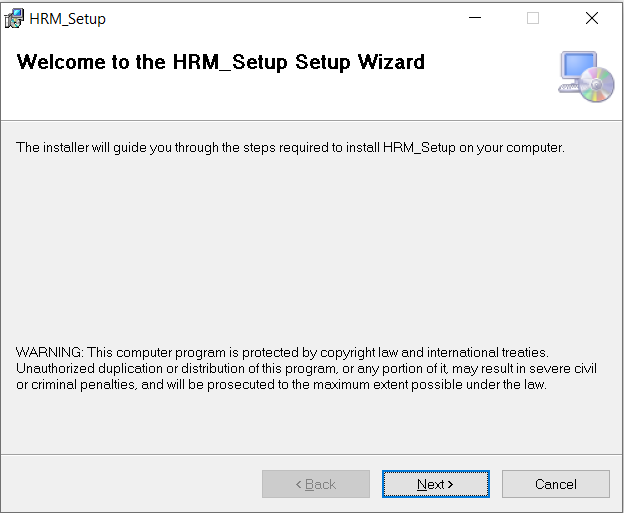 HRM_Setup
Welcome to the HRM_Setup Setup Wizard
The installer will guide you through the steps required to install HRM_Setup on your computer.
WARNING: This computer program is protected by copyright law and international treaties.
Unauthorized duplication or distribution of this program, or any portion of it, may result in severe civil
or criminal penalties, and will be prosecuted to the maximum extent possible under the law.
< Back
Next >
Cancel